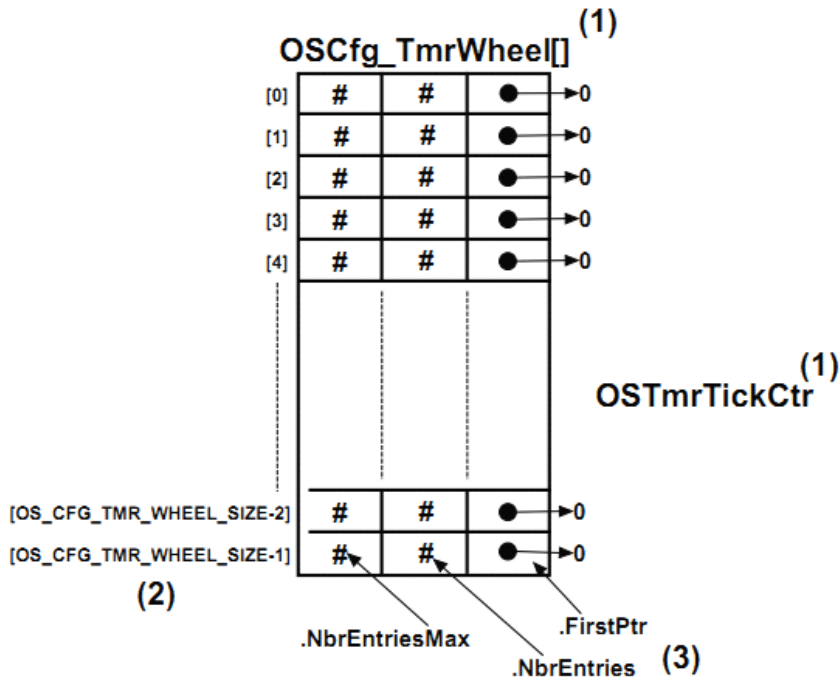 (1)
OSCfg_TmrWheel[]
[0] # # 0
[1] # # 0
[2] # # 0
[3] # # 0
[4] # # 0
(1)
OSTmrTickCtr
[OS_CFG_TMR_WHEEL_SIZE-2] # # 0
[OS_CFG_TMR_WHEEL_SIZE-1] # # 0
(2)
.FirstPtr
.NbrEntriesMax
.NbrEntries (3)